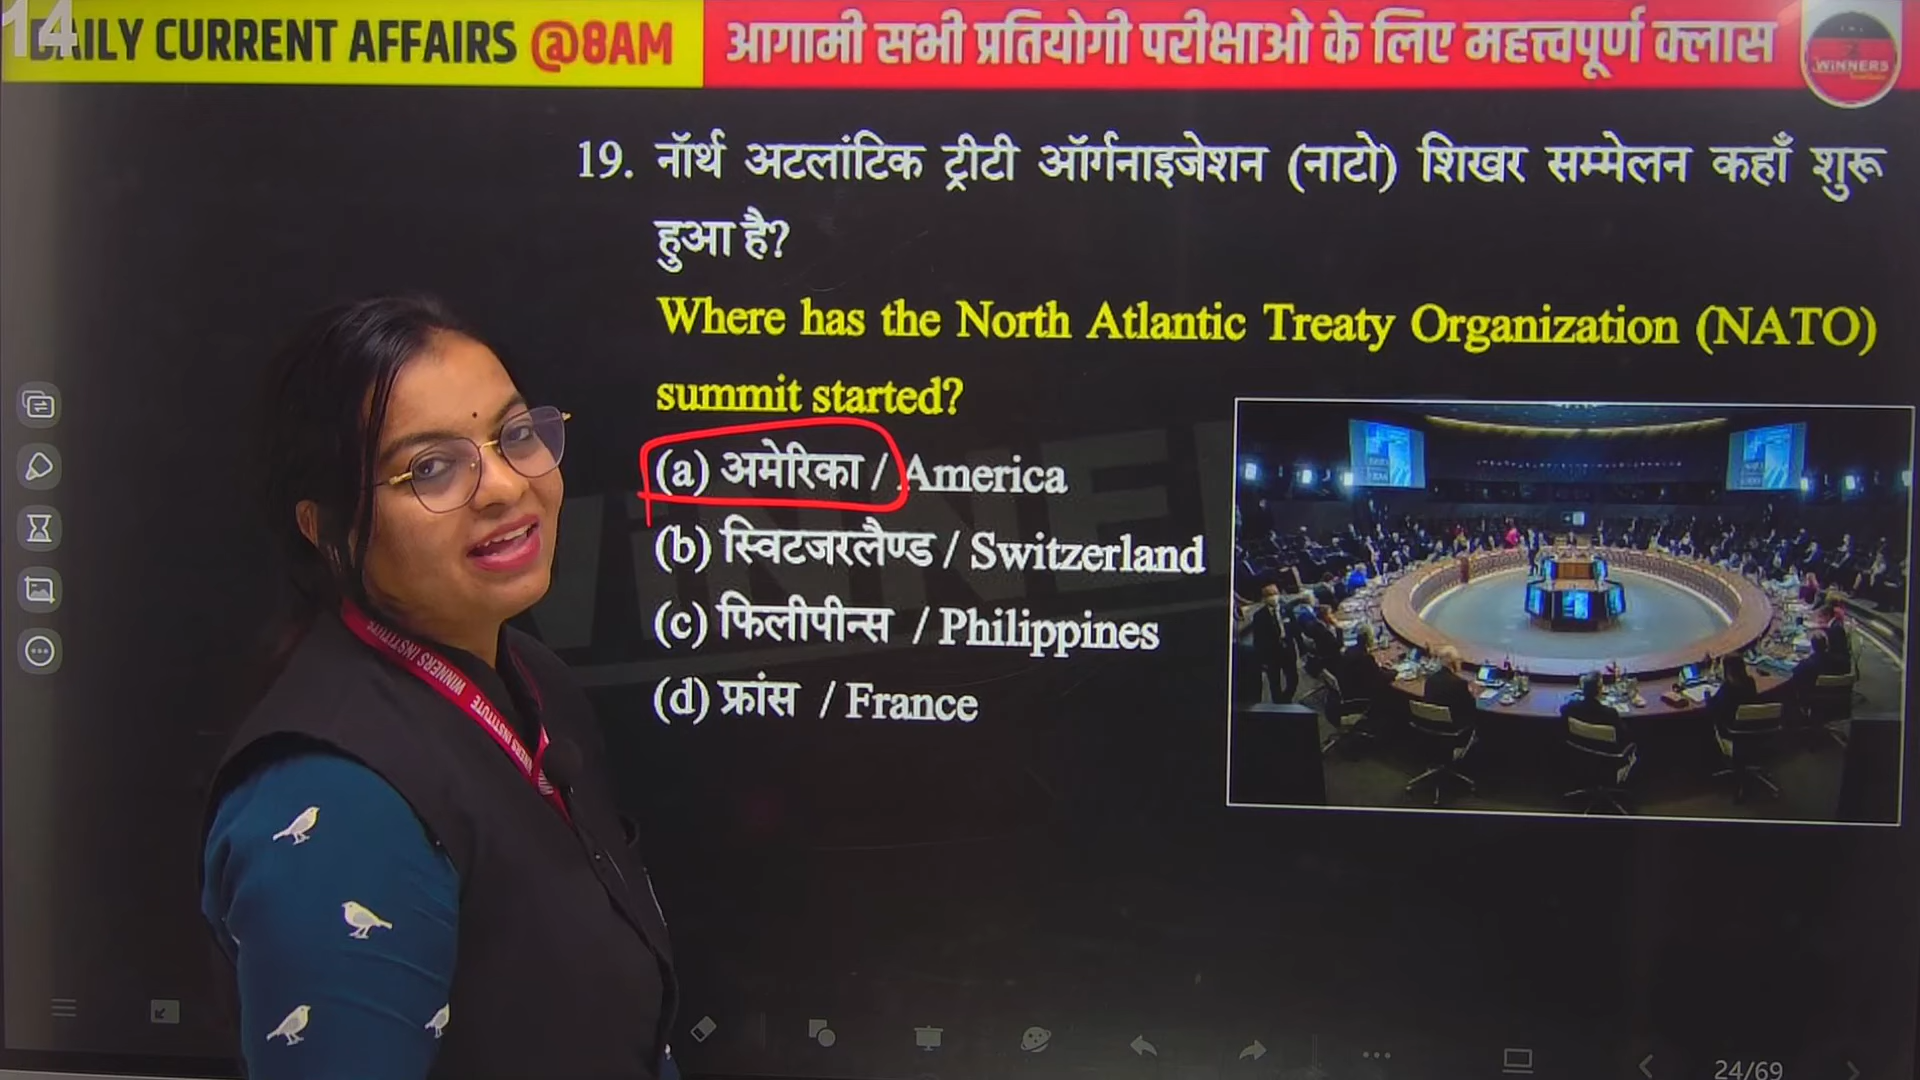 14
DAILY CURRENT AFFAIRS @8AM
आगामी सभी प्रतियोगी परीक्षाओ के लिए महत्त्वपूर्ण क्लास
WiNNERS
19. नॉर्थ अटलांटिक ट्रीटी ऑर्गनाइजेशन (नाटो) शिखर सम्मेलन कहाँ शुरू
हुआ है?
Where has the North Atlantic Treaty Organization (NATO)
summit started?
(a) अमेरिका / America
(b) स्विटजरलैण्ड / Switzerland
(c) फिलीपीन्स / Philippines
(d) फ्रांस / France
WINNERS INSTITUTE
24/69